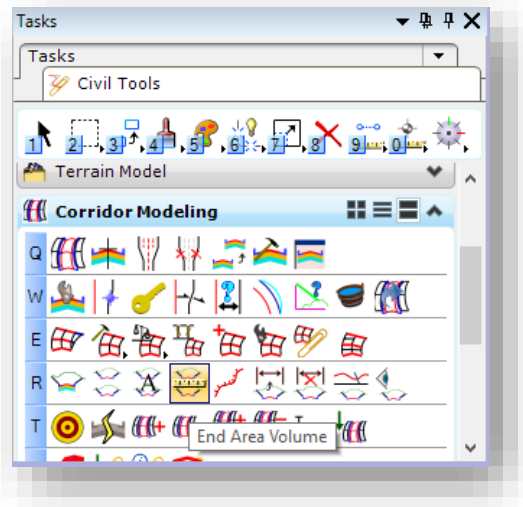 Tasks
Tasks
Civil Tools
1 2 3 4 5 6 7 8 9 0
Terrain Model
Corridor Modeling
Q
W
E
R A
T
End Area Volume